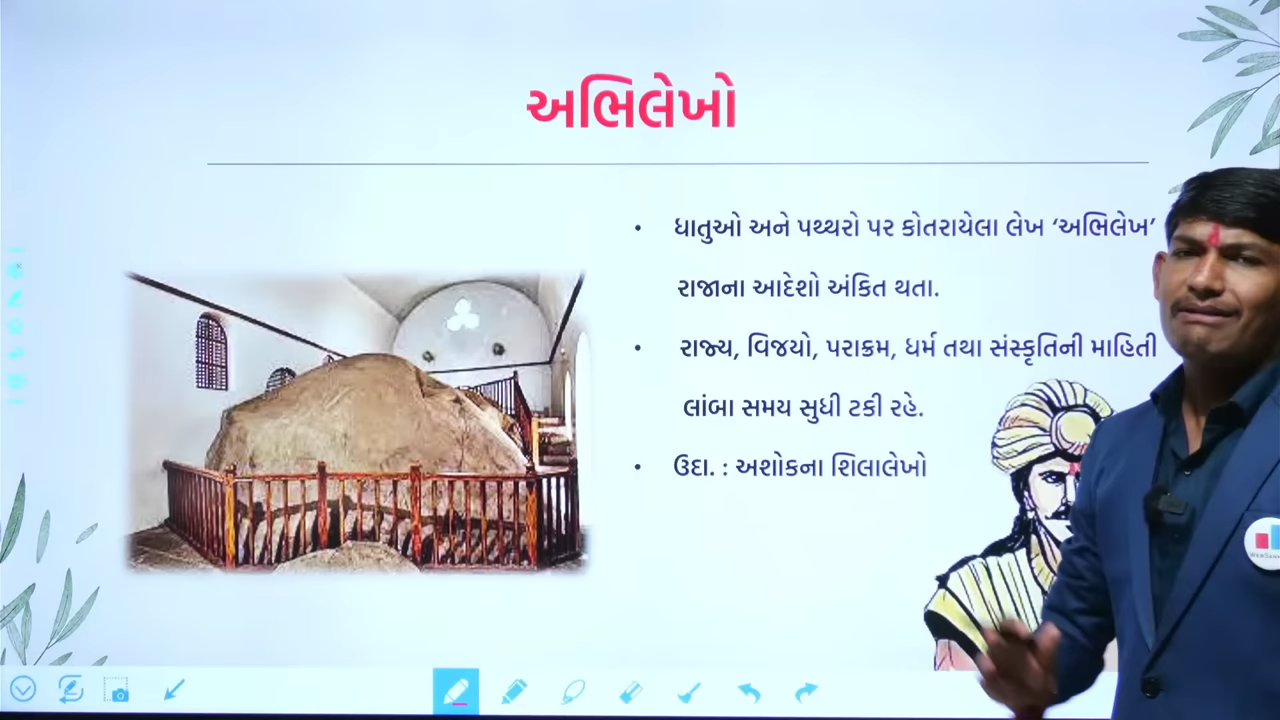 અભિલેખો
• ધાતુઓ અને પથ્થરો પર કોતરાયેલા લેખ ‘અભિલેખ’
રાજાના આદેશો અંકિત થતા.
• રાજ્ય, વિજયો, પરાક્રમ, ધર્મ તથા સંસ્કૃતિની માહિતી
લાંબા સમય સુધી ટકી રહે.
• ઉદા. : અશોકના શિલાલેખો